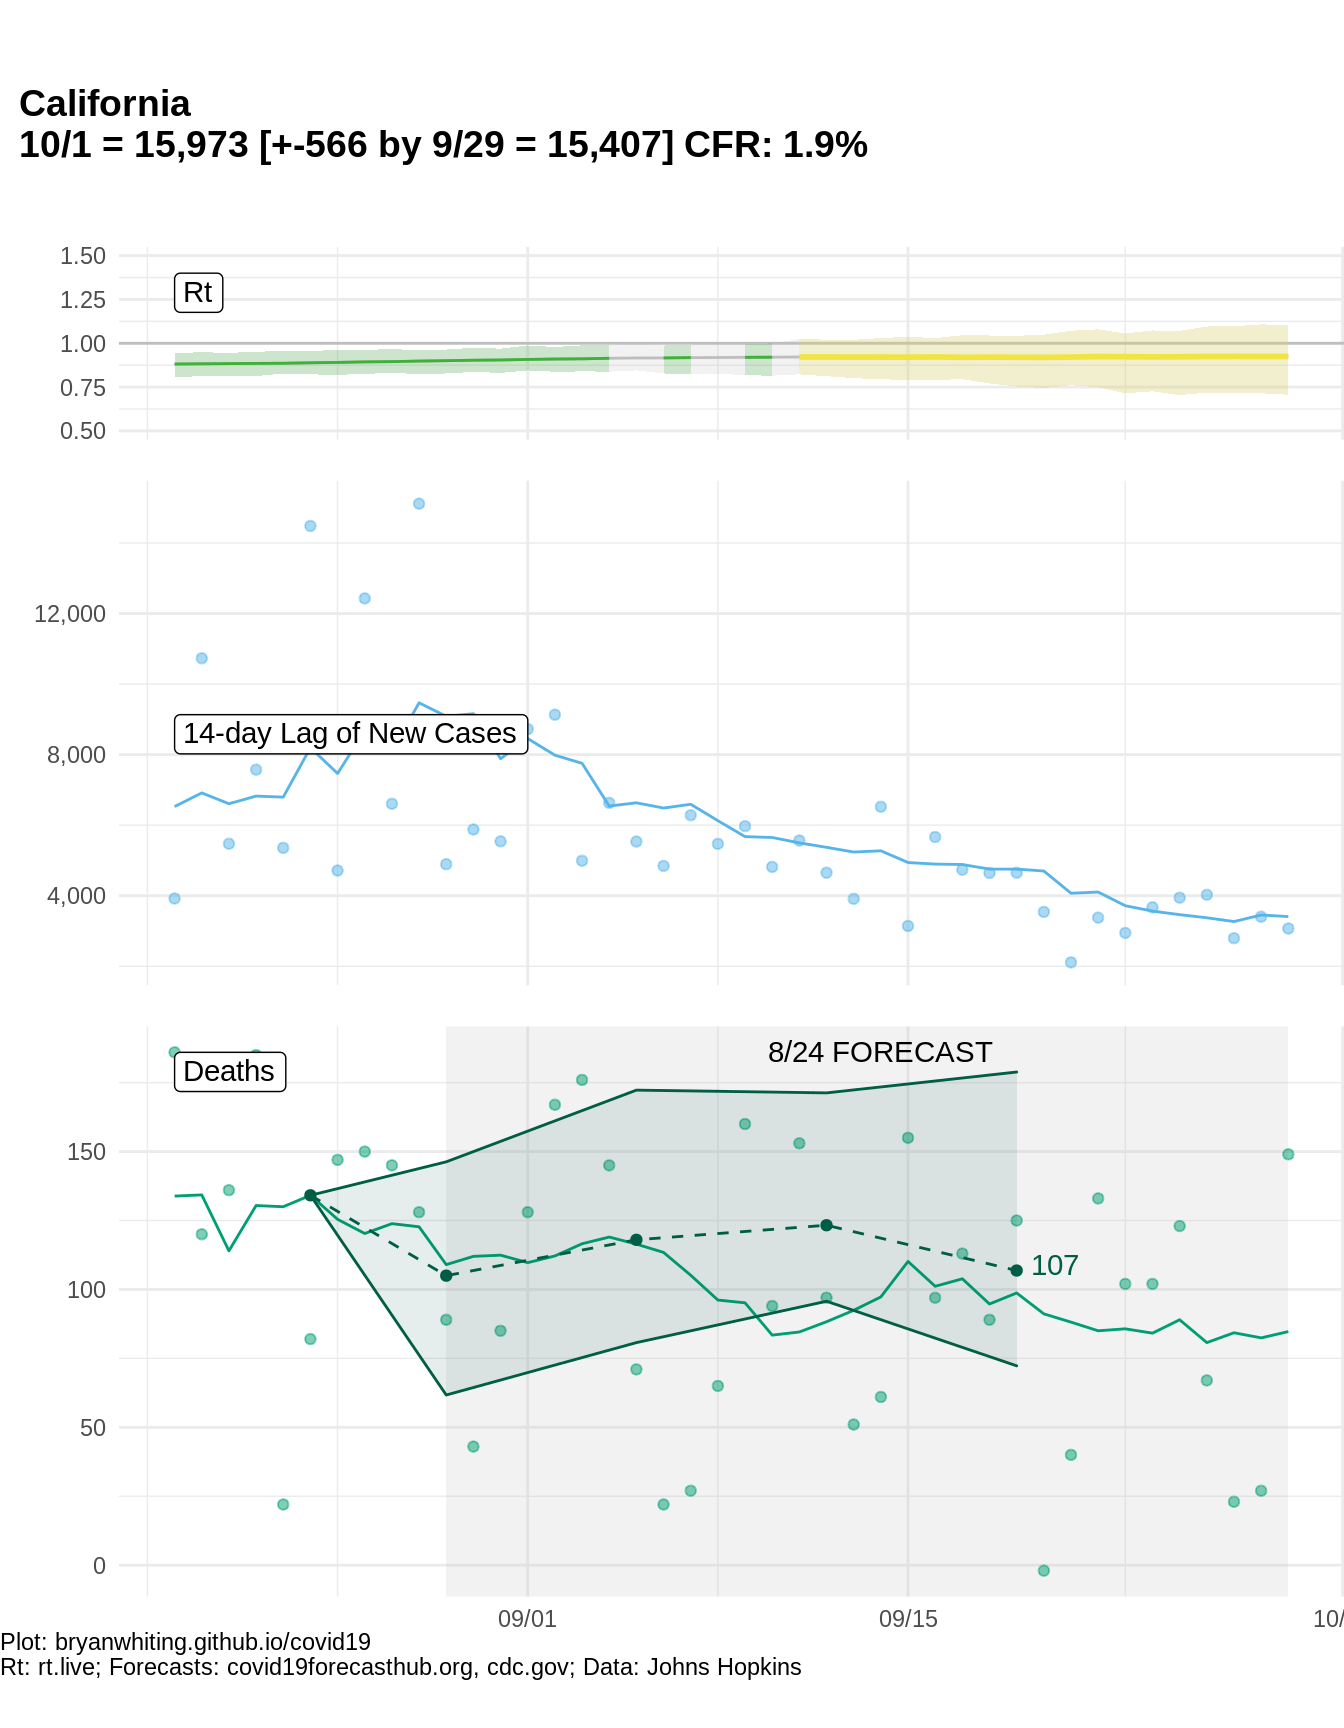 California
10/1 = 15,973 [+-566 by 9/29 = 15,407] CFR: 1.9%
1.50
1.25
1.00
0.75
0.50
Rt
12,000
8,000
4,000
14-day Lag of New Cases
8/24 FORECAST
Deaths
150
100
50
0
107
09/01
09/15
10/
Plot: bryanwhiting.github.io/covid19
Rt: rt.live; Forecasts: covid19forecasthub.org, cdc.gov; Data: Johns Hopkins